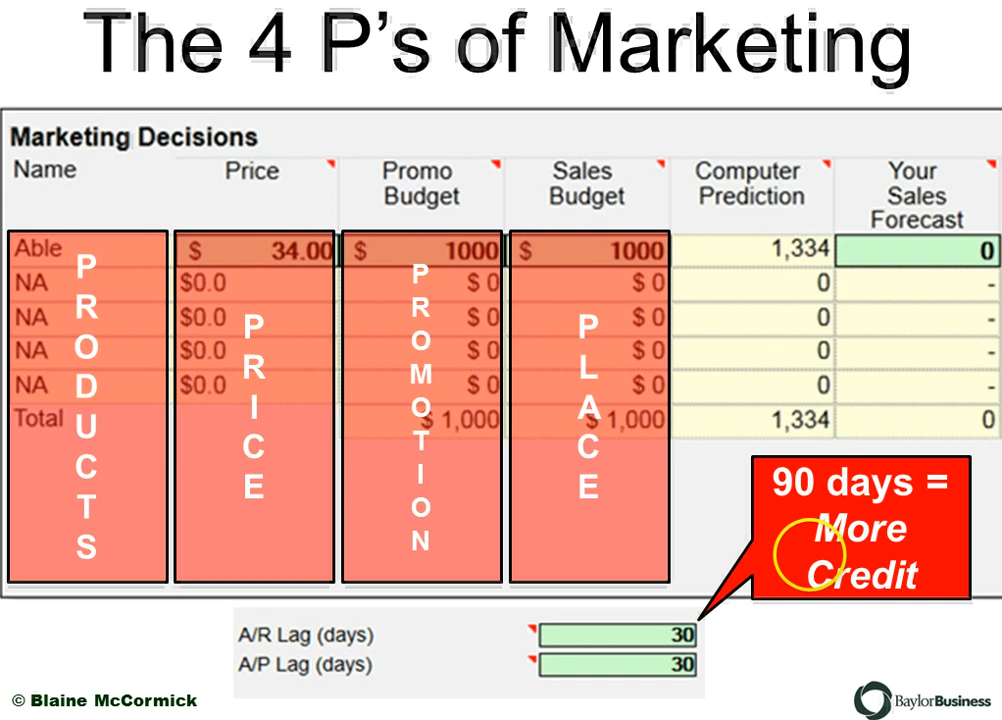 The 4 P's of Marketing
Marketing Decisions
Name Price Promo Budget Sales Budget Computer Prediction Your Sales Forecast
Able $ 34.00 $ 1000 $ 1000 1,334 0
NA $0.0 $ 0 $ 0 0 -
NA $0.0 $ 0 $ 0 0 -
NA $0.0 $ 0 $ 0 0 -
NA $0.0 $ 0 $ 0 0 -
Total $ 1,000 $ 1,000 1,334 0
PRODUCTS
PRICE
PROMOTION
PLACE
90 days =
More
Credit
A/R Lag (days) 30
A/P Lag (days) 30
© Blaine McCormick
BaylorBusiness